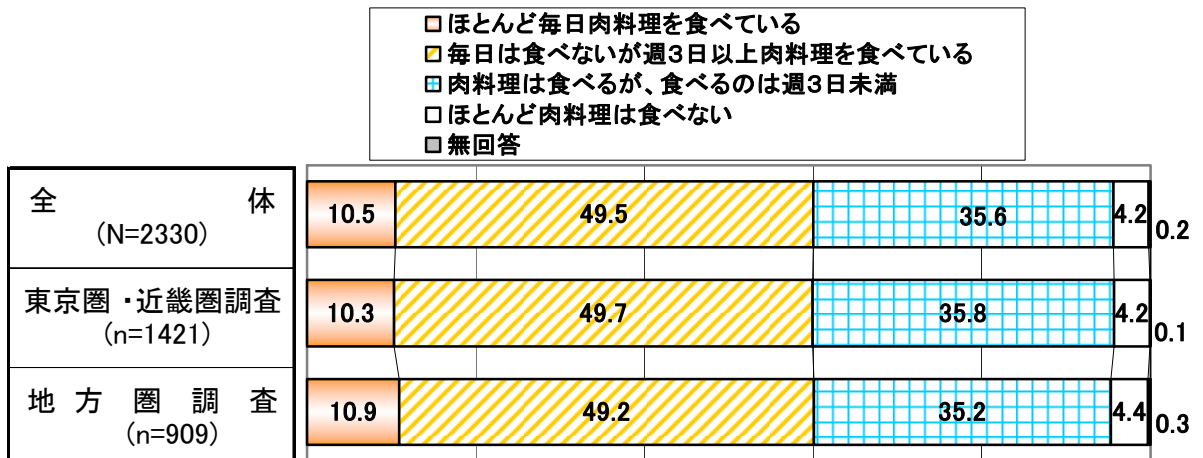 ほとんど毎日肉料理を食べている
毎日は食べないが週3日以上肉料理を食べている
肉料理は食べるが、食べるのは週3日未満
ほとんど肉料理は食べない
無回答
全体
(N=2330)
10.5 49.5 35.6 4.2 0.2
東京圏・近畿圏調査
(n=1421)
10.3 49.7 35.8 4.2 0.1
地方圏調査
(n=909)
10.9 49.2 35.2 4.4 0.3